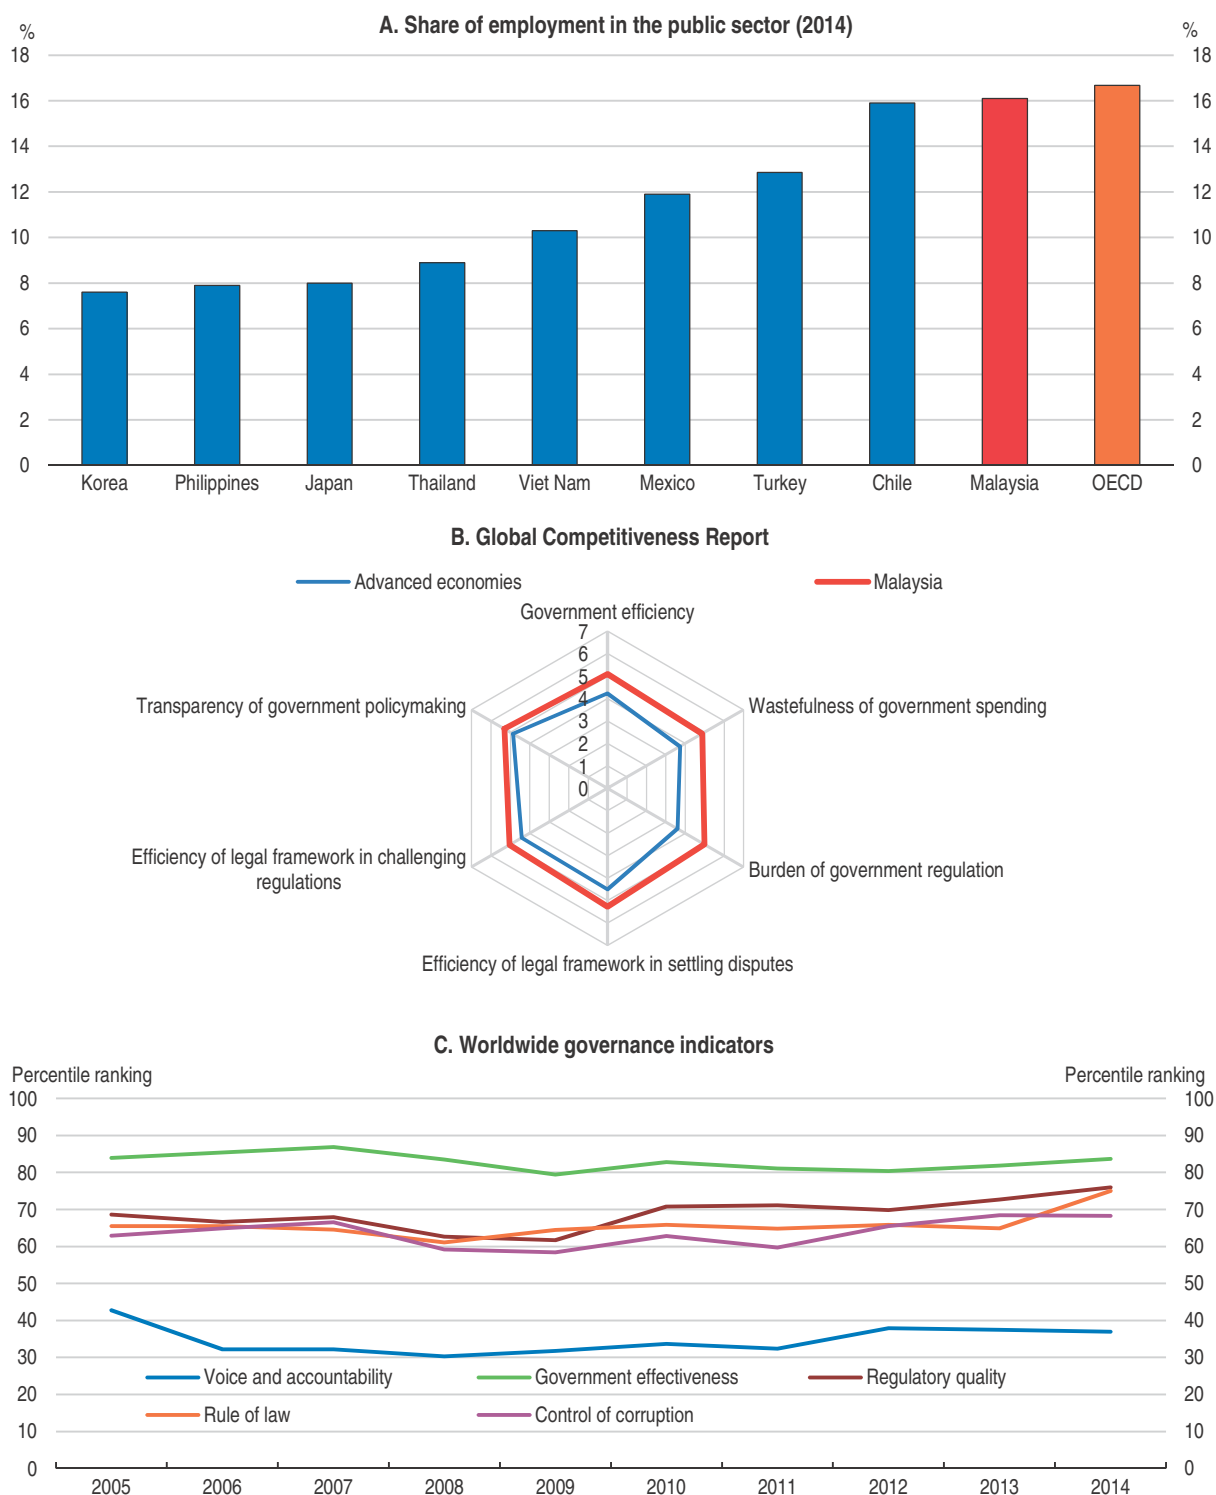 A. Share of employment in the public sector (2014)
% %
18 18
16 16
14 14
12 12
10 10
8 8
6 6
4 4
2 2
0 0
Korea Philippines Japan Thailand Viet Nam Mexico Turkey Chile Malaysia OECD
B. Global Competitiveness Report
Advanced economies Malaysia
Government efficiency
7
6
5
4
3
2
1
0
Transparency of government policymaking
Wastefulness of government spending
Efficiency of legal framework in challenging
regulations
Burden of government regulation
Efficiency of legal framework in settling disputes
C. Worldwide governance indicators
Percentile ranking Percentile ranking
100 100
90 90
80 80
70 70
60 60
50 50
40 40
30 30
Voice and accountability Government effectiveness Regulatory quality
20 20
Rule of law Control of corruption
10 10
0 0
2005 2006 2007 2008 2009 2010 2011 2012 2013 2014